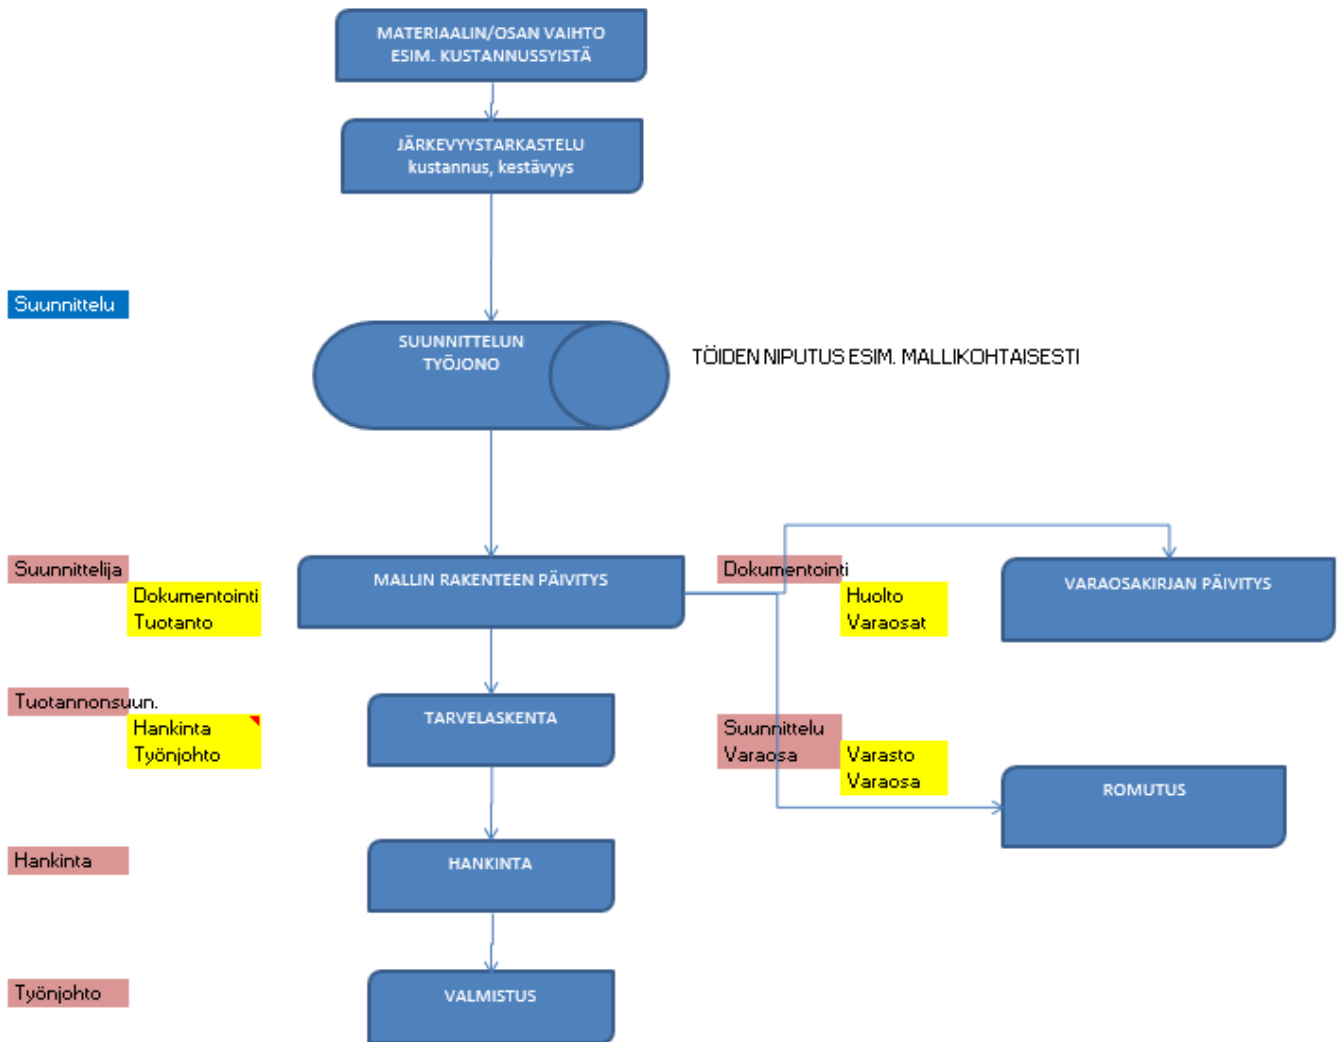 MATERIAALIN/OSAN VAIHTO
ESIM. KUSTANNUSSYISTÄ
JÄRKEVYYSTARKASTELU
kustannus, kestävyys
Suunnittelu
SUUNNITTELUN
TYÖJONO
TÖIDEN NIPUTUS ESIM. MALLIKOHTAISESTI
Suunnittelija
Dokumentointi
Tuotanto
MALLIN RAKENTEEN PÄIVITYS
Dokumentointi
Huolto
Varaosat
VARAOSAKIRJAN PÄIVITYS
Tuotannonsuun.
Hankinta
Työnjohto
TARVELASKENTA
Suunnittelu
Varaosa
Varasto
Varaosa
ROMUTUS
Hankinta
HANKINTA
Työnjohto
VALMISTUS